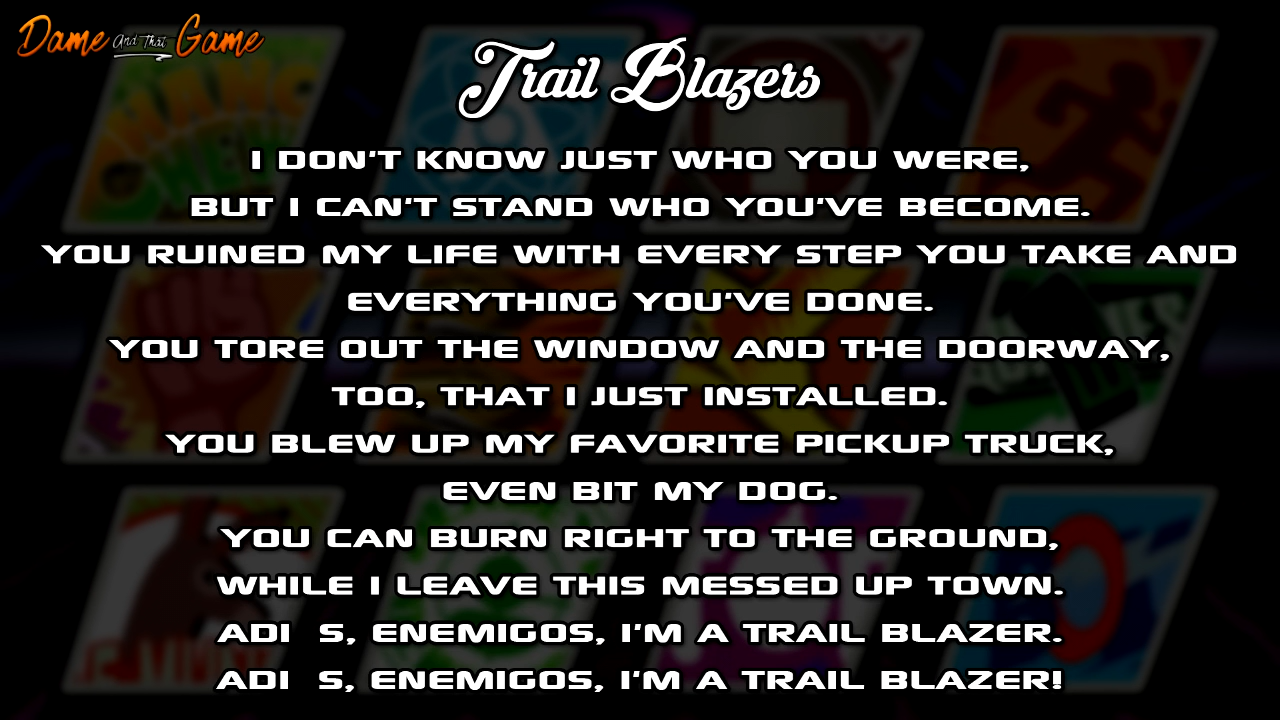 Dame And That Game
Trail Blazers
I DON'T KNOW JUST WHO YOU WERE,
BUT I CAN'T STAND WHO YOU'VE BECOME.
YOU RUINED MY LIFE WITH EVERY STEP YOU TAKE AND
EVERYTHING YOU'VE DONE.
YOU TORE OUT THE WINDOW AND THE DOORWAY,
TOO, THAT I JUST INSTALLED.
YOU BLEW UP MY FAVORITE PICKUP TRUCK,
EVEN BIT MY DOG.
YOU CAN BURN RIGHT TO THE GROUND,
WHILE I LEAVE THIS MESSED UP TOWN.
ADI S, ENEMIGOS, I'M A TRAIL BLAZER.
ADI S, ENEMIGOS, I'M A TRAIL BLAZER!